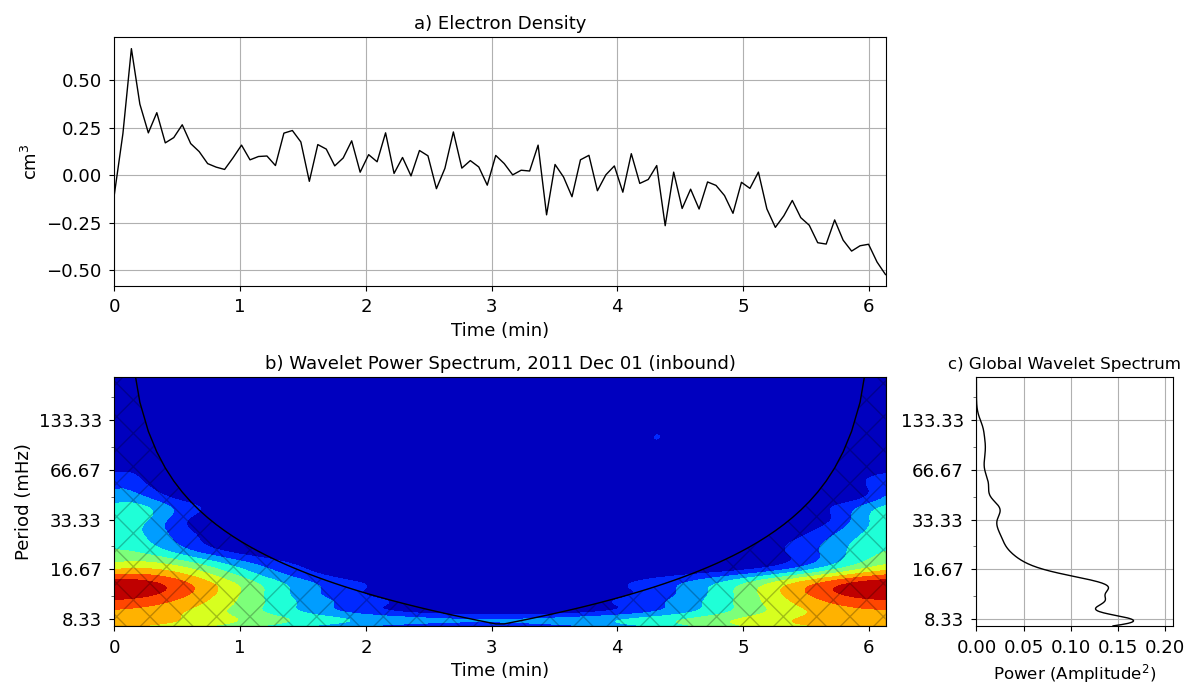 a) Electron Density
cm³
0.50
0.25
0.00
−0.25
−0.50
0 1 2 3 4 5 6
Time (min)
b) Wavelet Power Spectrum, 2011 Dec 01 (inbound)
Period (mHz)
133.33
66.67
33.33
16.67
8.33
0 1 2 3 4 5 6
Time (min)
c) Global Wavelet Spectrum
133.33
66.67
33.33
16.67
8.33
0.00 0.05 0.10 0.15 0.20
Power (Amplitude²)